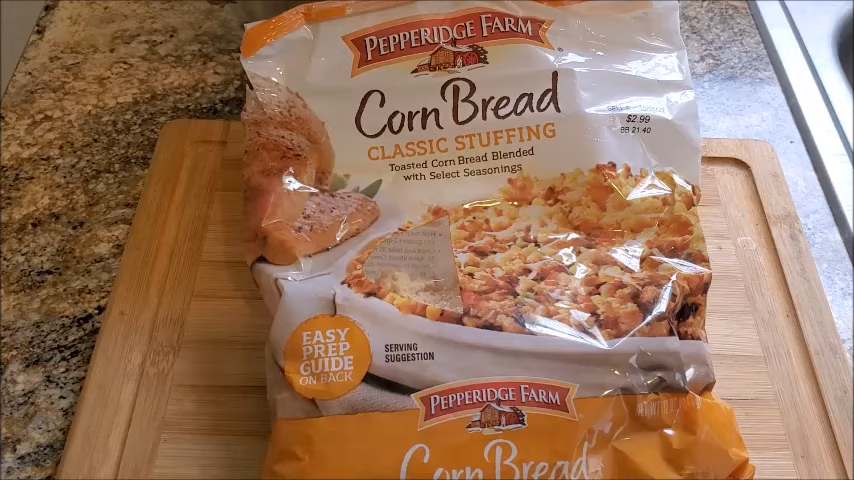 PEPPERIDGE FARM
Corn Bread
CLASSIC STUFFING
Toasted Corn Bread Blended
with Select Seasonings
$2.99
BB 21:40
EASY
PREP
GUIDE
ON BACK
SERVING
SUGGESTION
PEPPERIDGE FARM
Corn Bread